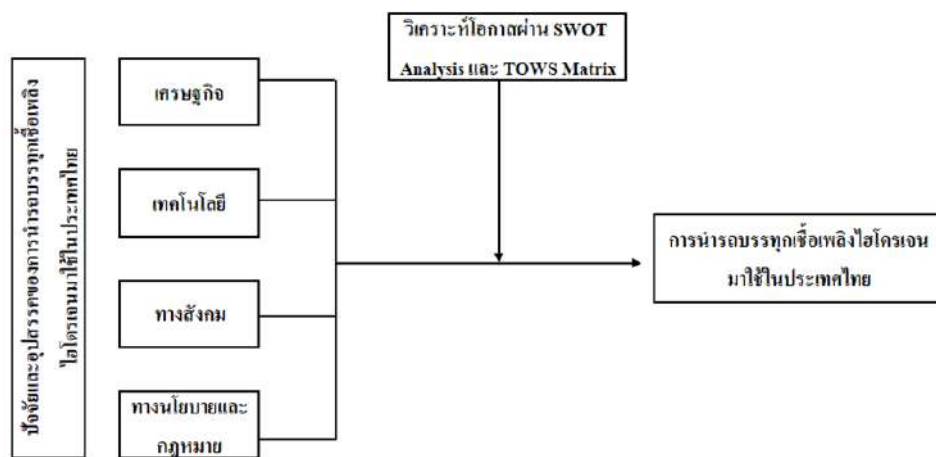 วิเคราะห์โอกาสผ่าน SWOT
Analysis และ TOWS Matrix
ปัจจัยและอุปสรรคของการนำรถบรรทุกเชื้อเพลิง
ไฮโดรเจนมาใช้ในประเทศไทย
เศรษฐกิจ
เทคโนโลยี
ทางสังคม
ทางนโยบายและ
กฎหมาย
การนำรถบรรทุกเชื้อเพลิงไฮโดรเจน
มาใช้ในประเทศไทย